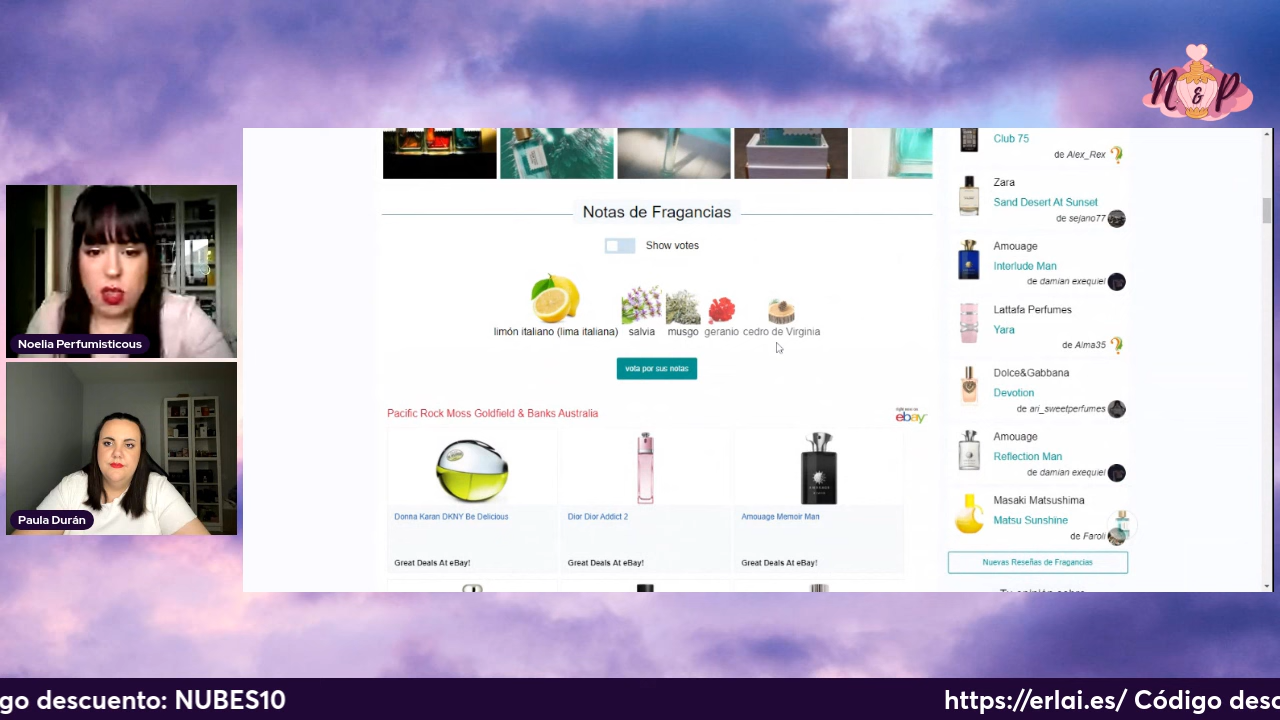 N & P
Noelia Perfumisticous
Paula Durán
Notas de Fragancias
Show votes
limón italiano (lima italiana) salvia musgo geranio cedro de Virginia
vota por sus notas
Pacific Rock Moss Goldfield & Banks Australia
ebay
Donna Karan DKNY Be Delicious
Great Deals At eBay!
Dior Dior Addict 2
Great Deals At eBay!
Amouage Memoir Man
Great Deals At eBay!
Club 75
de Alex_Rex
Zara
Sand Desert At Sunset
de sejano77
Amouage
Interlude Man
de damian exequiel
Lattafa Perfumes
Yara
de Alma35
Dolce&Gabbana
Devotion
de ari_sweetperfumes
Amouage
Reflection Man
de damian exequiel
Masaki Matsushima
Matsu Sunshine
de Faroli
Nuevas Reseñas de Fragancias
go descuento: NUBES10
https://erlai.es/ Código desc